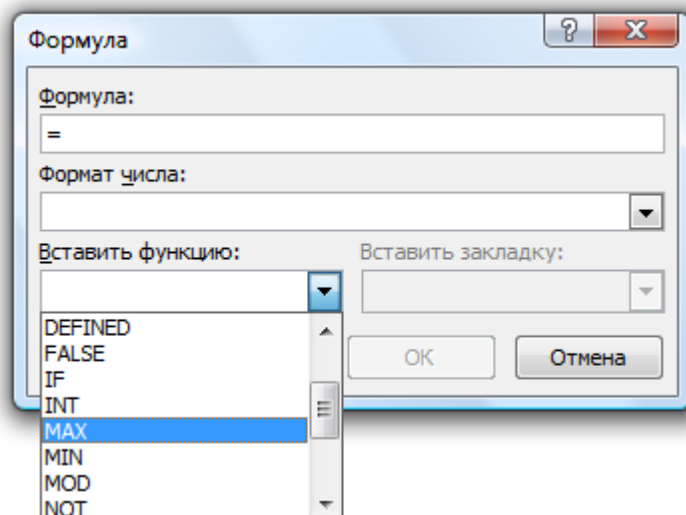 Формула
Формула:
=
Формат числа:
Вставить функцию:
Вставить закладку:
DEFINED
FALSE
IF
INT
MAX
MIN
MOD
NOT
OK
Отмена